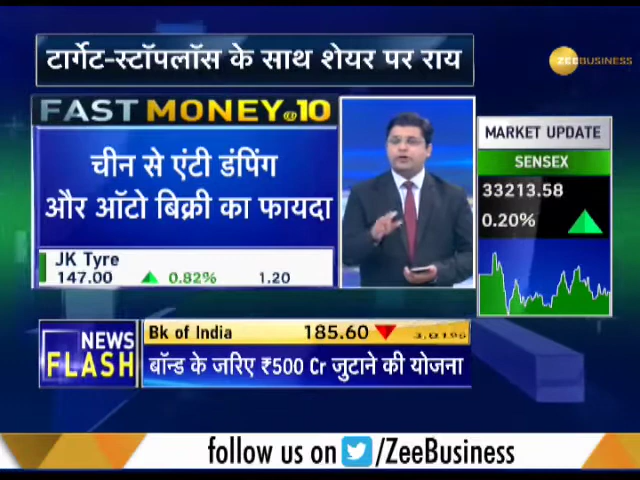 टार्गेट-स्टॉपलॉस के साथ शेयर पर राय
ZEEBUSINESS
FAST MONEY@10
चीन से एंटी डंपिंग
और ऑटो बिक्री का फायदा
JK Tyre
147.00 0.82% 1.20
MARKET UPDATE
SENSEX
33213.58
0.20%
NEWS
FLASH
Bk of India 185.60
बॉन्ड के जरिए ₹500 Cr जुटाने की योजना
follow us on /ZeeBusiness